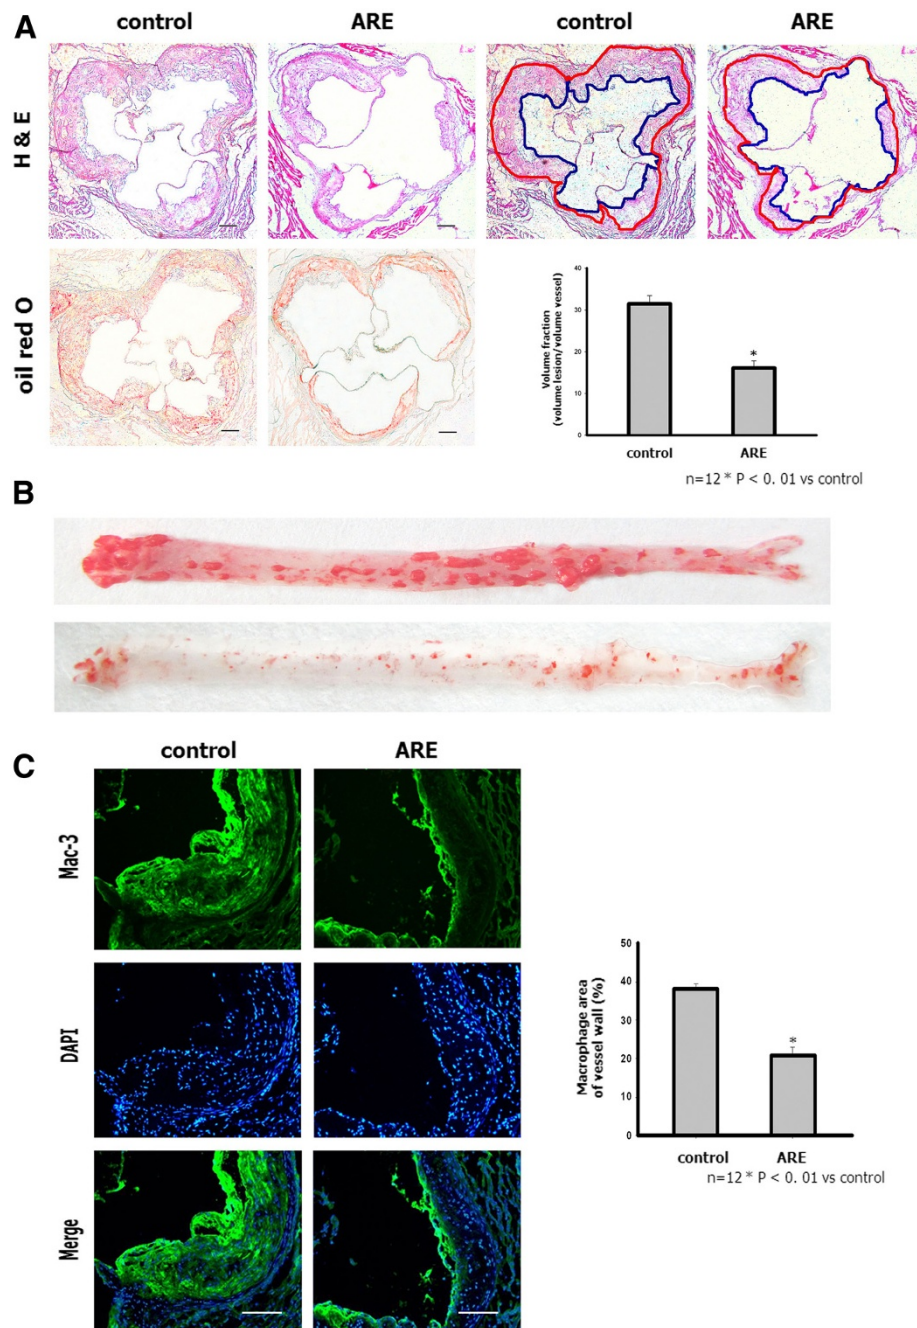 A
control
ARE
control
ARE
H & E
oil red O
Volume fraction
(volume lesion/volume vessel)
40
30
20
10
0
*
control
ARE
n=12 * P < 0. 01 vs control
B
C
control
ARE
Mac-3
DAPI
Merge
Macrophage area
of vessel wall (%)
50
40
30
20
10
0
*
control
ARE
n=12 * P < 0. 01 vs control